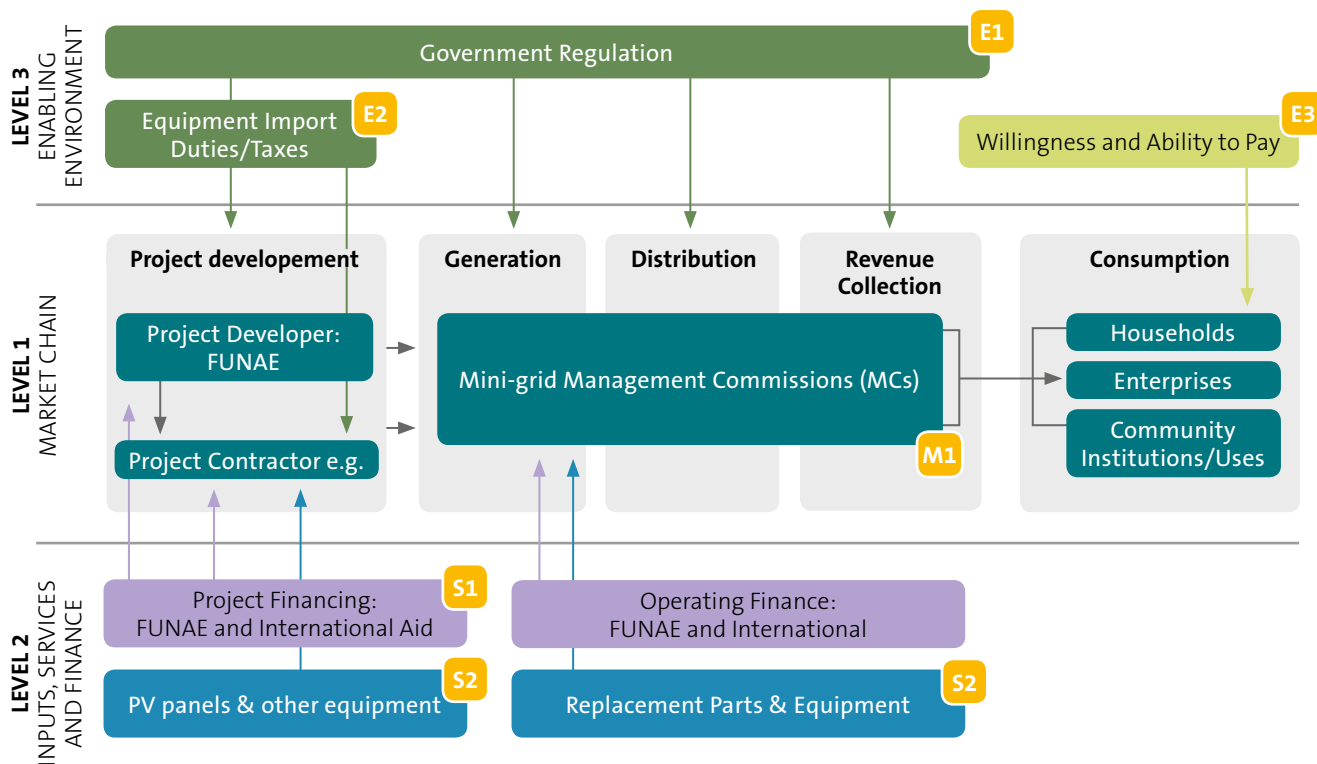 LEVEL 3
ENABLING
ENVIRONMENT
Government Regulation
E1
Equipment Import
Duties/Taxes
E2
Willingness and Ability to Pay
E3
LEVEL 1
MARKET CHAIN
Project developement
Generation
Distribution
Revenue
Collection
Consumption
Project Developer:
FUNAE
Project Contractor e.g.
Mini-grid Management Commissions (MCs)
M1
Households
Enterprises
Community
Institutions/Uses
LEVEL 2
INPUTS, SERVICES
AND FINANCE
Project Financing:
FUNAE and International Aid
S1
Operating Finance:
FUNAE and International
PV panels & other equipment
S2
Replacement Parts & Equipment
S2